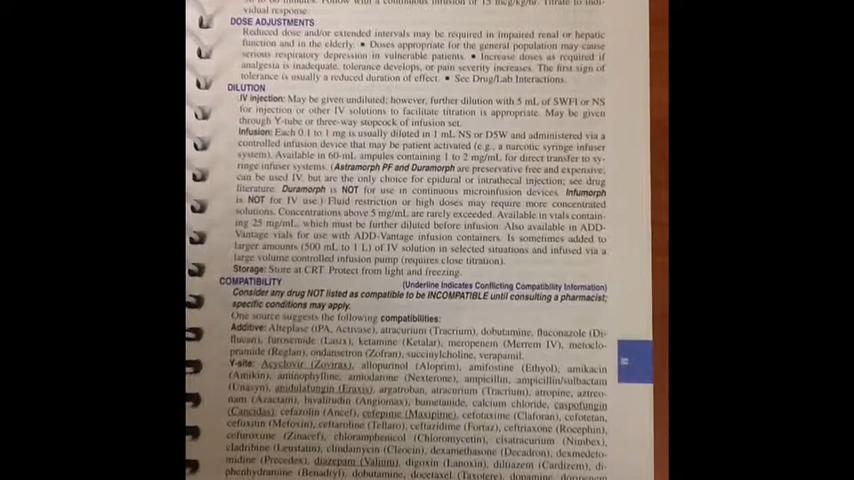 50 to 60 minutes. Follow with a continuous infusion of 15 mcg/kg/hr. Titrate to indi-
vidual response.
DOSE ADJUSTMENTS
Reduced dose and/or extended intervals may be required in impaired renal or hepatic
function and in the elderly. ■ Doses appropriate for the general population may cause
serious respiratory depression in vulnerable patients. ■ Increase doses as required if
analgesia is inadequate, tolerance develops, or pain severity increases. The first sign of
tolerance is usually a reduced duration of effect. ■ See Drug/Lab Interactions.
DILUTION
IV injection: May be given undiluted; however, further dilution with 5 mL of SWFI or NS
for injection or other IV solutions to facilitate titration is appropriate. May be given
through Y-tube or three-way stopcock of infusion set.
Infusion: Each 0.1 to 1 mg is usually diluted in 1 mL NS or D5W and administered via a
controlled infusion device that may be patient activated (e.g., a narcotic syringe infuser
system). Available in 60-mL ampules containing 1 to 2 mg/mL for direct transfer to sy-
ringe infuser systems. (Astramorph PF and Duramorph are preservative free and expensive,
can be used IV, but are the only choice for epidural or intrathecal injection; see drug
literature. Duramorph is NOT for use in continuous microinfusion devices. Infumorph
is NOT for IV use.) Fluid restriction or high doses may require more concentrated
solutions. Concentrations above 5 mg/mL are rarely exceeded. Available in vials contain-
ing 25 mg/mL, which must be further diluted before infusion. Also available in ADD-
Vantage vials for use with ADD-Vantage infusion containers. Is sometimes added to
larger amounts (500 mL to 1 L) of IV solution in selected situations and infused via a
large volume controlled infusion pump (requires close titration).
Storage: Store at CRT. Protect from light and freezing.
COMPATIBILITY (Underline Indicates Conflicting Compatibility Information)
Consider any drug NOT listed as compatible to be INCOMPATIBLE until consulting a pharmacist;
specific conditions may apply.
One source suggests the following compatibilities:
Additive: Alteplase (tPA, Activase), atracurium (Tracrium), dobutamine, fluconazole (Di-
flucan), furosemide (Lasix), ketamine (Ketalar), meropenem (Merrem IV), metoclo-
pramide (Reglan), ondansetron (Zofran), succinylcholine, verapamil.
Y-site: Acyclovir (Zovirax), allopurinol (Aloprim), amifostine (Ethyol), amikacin
(Amikin), aminophylline, amiodarone (Nexterone), ampicillin, ampicillin/sulbactam
(Unasyn), anidulafungin (Eraxis), argatroban, atracurium (Tracrium), atropine, aztreo-
nam (Azactam), bivalirudin (Angiomax), bumetanide, calcium chloride, caspofungin
(Cancidas), cefazolin (Ancef), cefepime (Maxipime), cefotaxime (Claforan), cefotetan,
cefoxitin (Mefoxin), ceftaroline (Teflaro), ceftazidime (Fortaz), ceftriaxone (Rocephin),
cefuroxime (Zinacef), chloramphenicol (Chloromycetin), cisatracurium (Nimbex),
cladribine (Leustatin), clindamycin (Cleocin), dexamethasone (Decadron), dexmedeto-
midine (Precedex), diazepam (Valium), digoxin (Lanoxin), diltiazem (Cardizem), di-
phenhydramine (Benadryl), dobutamine, docetaxel (Taxotere), dopamine, doripenem
M